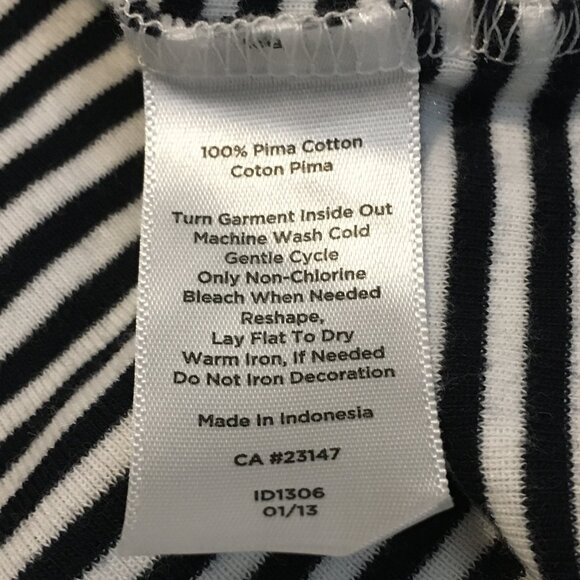 100% Pima Cotton
Coton Pima
Turn Garment Inside Out
Machine Wash Cold
Gentle Cycle
Only Non-Chlorine
Bleach When Needed
Reshape,
Lay Flat To Dry
Warm Iron, If Needed
Do Not Iron Decoration
Made In Indonesia
CA #23147
ID1306
01/13